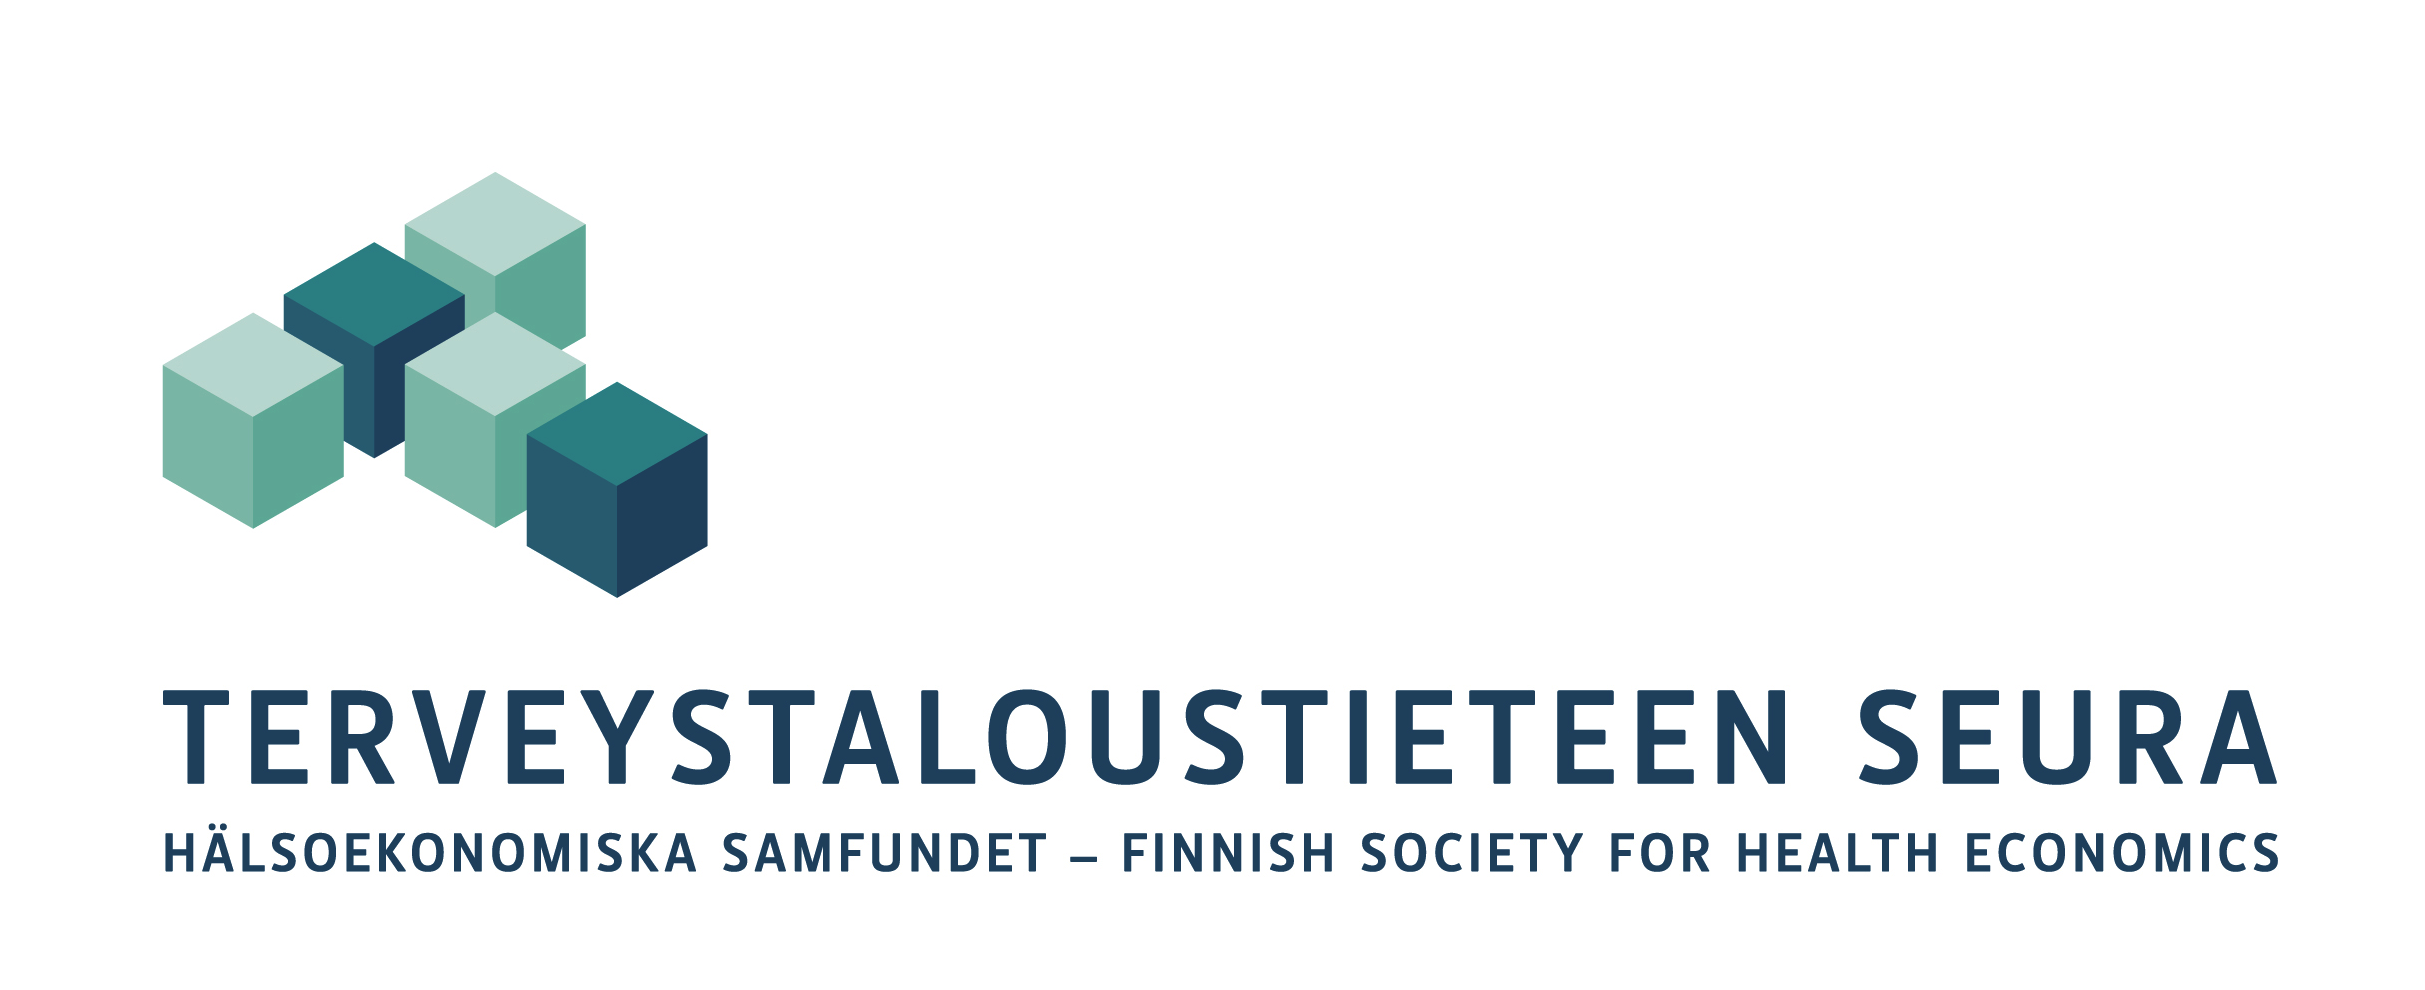 TERVEYSTALOUSTIETEEN SEURA
HÄLSOEKONOMISKA SAMFUNDET – FINNISH SOCIETY FOR HEALTH ECONOMICS